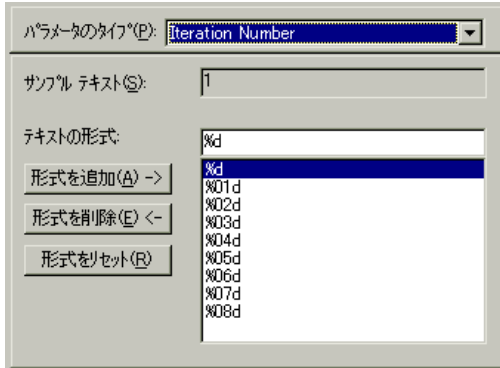 パラメータのタイプ(P): Iteration Number
サンプル テキスト(S): 1
テキストの形式: %d
形式を追加(A) ->
形式を削除(E) <-
形式をリセット(R)
%d
%01d
%02d
%03d
%04d
%05d
%06d
%07d
%08d